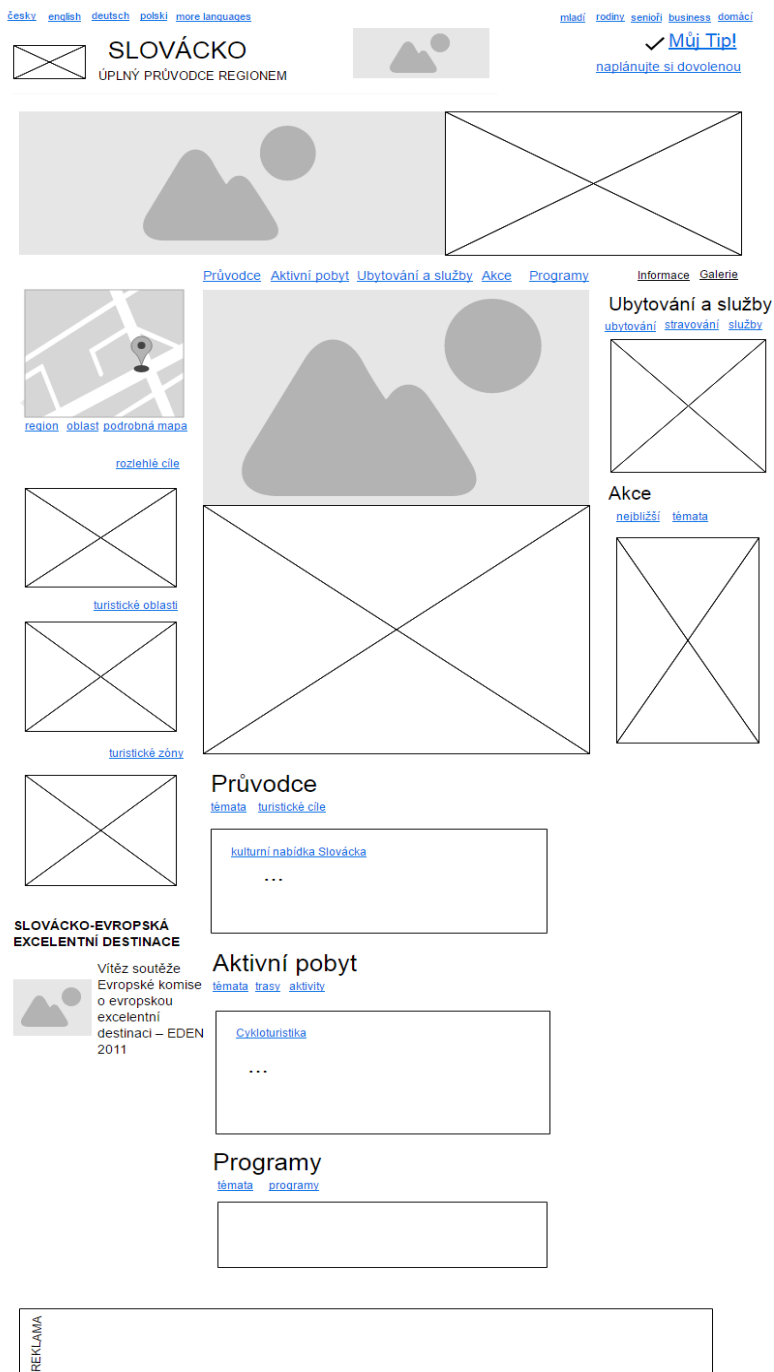 česky english deutsch polski more languages
mladí rodiny senioři business domácí
SLOVÁCKO
ÚPLNÝ PRŮVODCE REGIONEM
Můj Tip!
naplánujte si dovolenou
Průvodce Aktivní pobyt Ubytování a služby Akce Programy
Informace Galerie
region oblast podrobná mapa
rozlehlé cíle
turistické oblasti
turistické zóny
SLOVÁCKO-EVROPSKÁ
EXCELENTNÍ DESTINACE
Vítěz soutěže
Evropské komise
o evropskou
excelentní
destinaci – EDEN
2011
Ubytování a služby
ubytování stravování služby
Akce
nejbližší témata
Průvodce
témata turistické cíle
kulturní nabídka Slovácka
...
Aktivní pobyt
témata trasy aktivity
Cykloturistika
...
Programy
témata programy
REKLAMA